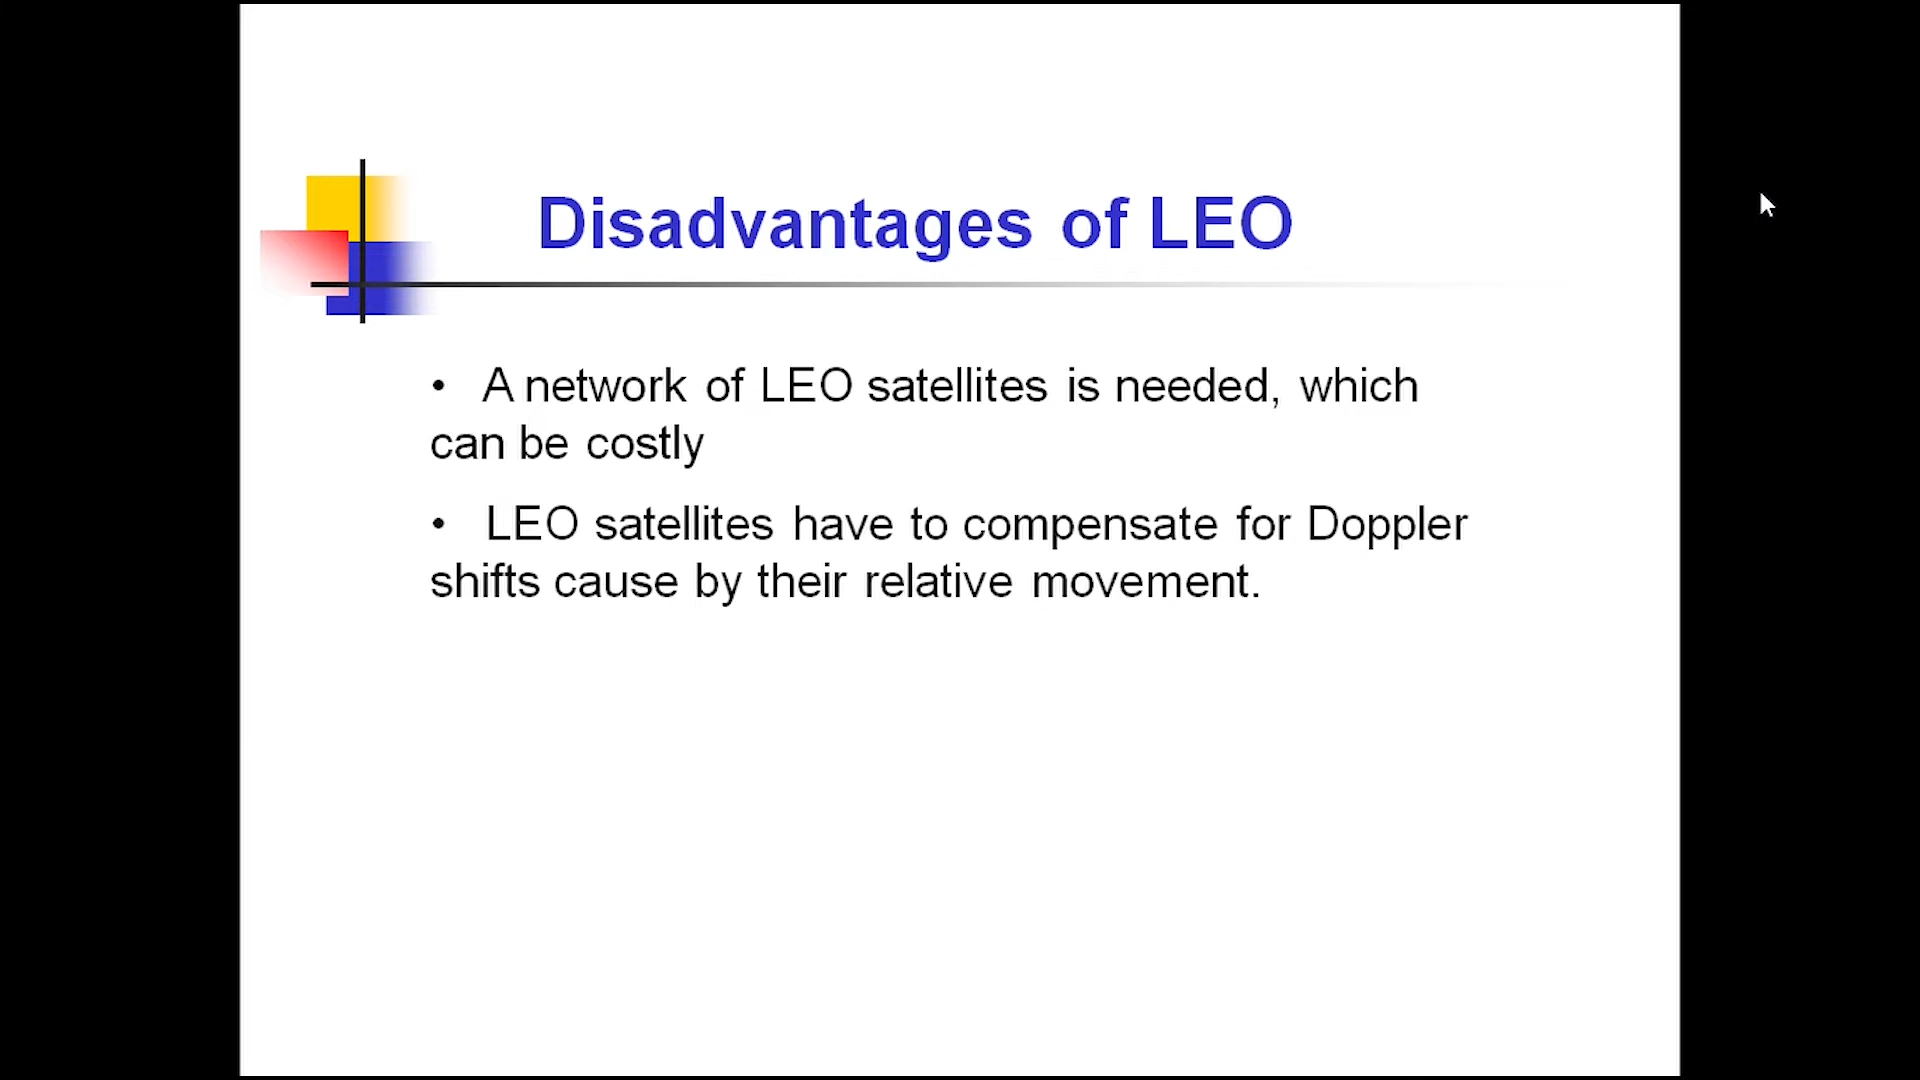 Disadvantages of LEO
• A network of LEO satellites is needed, which
can be costly
• LEO satellites have to compensate for Doppler
shifts cause by their relative movement.